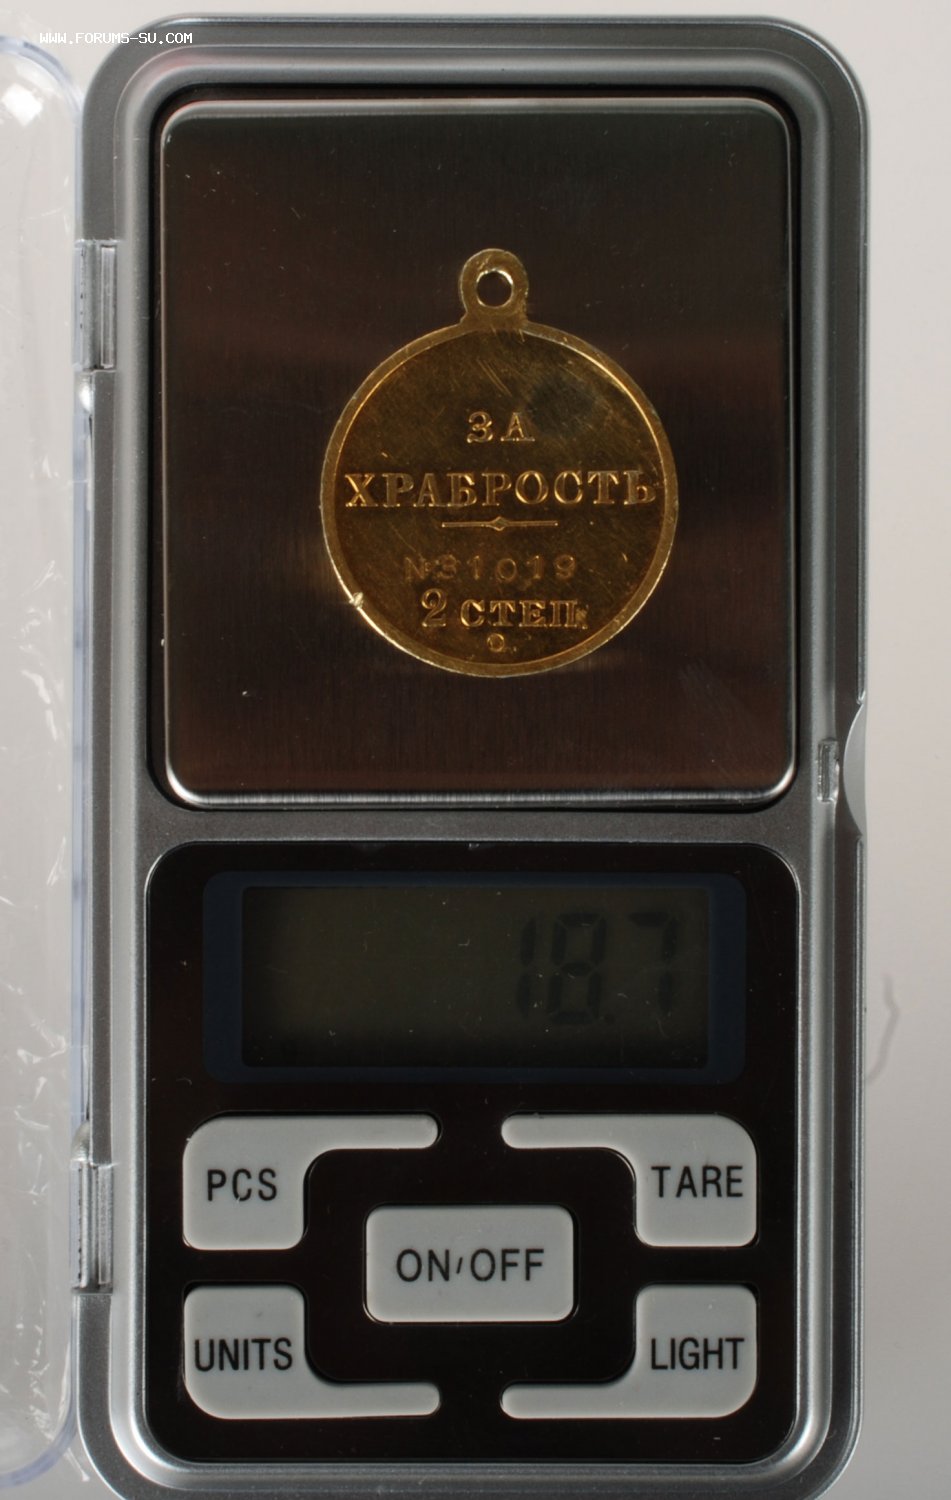 WWW.FORUMS-SU.COM
ЗА
ХРАБРОСТЬ
№31019
2 СТЕП.
О.
18.7
PCS
TARE
ON/OFF
UNITS
LIGHT